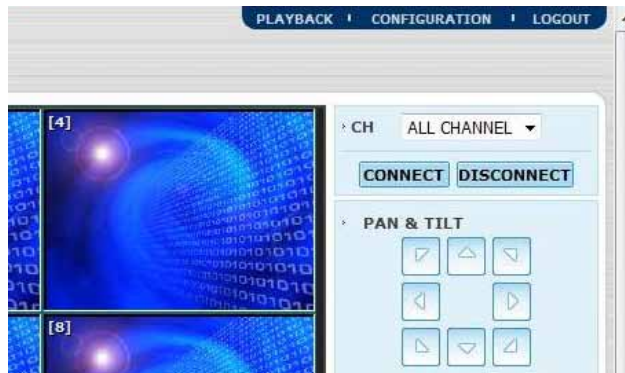 PLAYBACK CONFIGURATION LOGOUT
[4]
CH ALL CHANNEL
CONNECT DISCONNECT
PAN & TILT
[8]